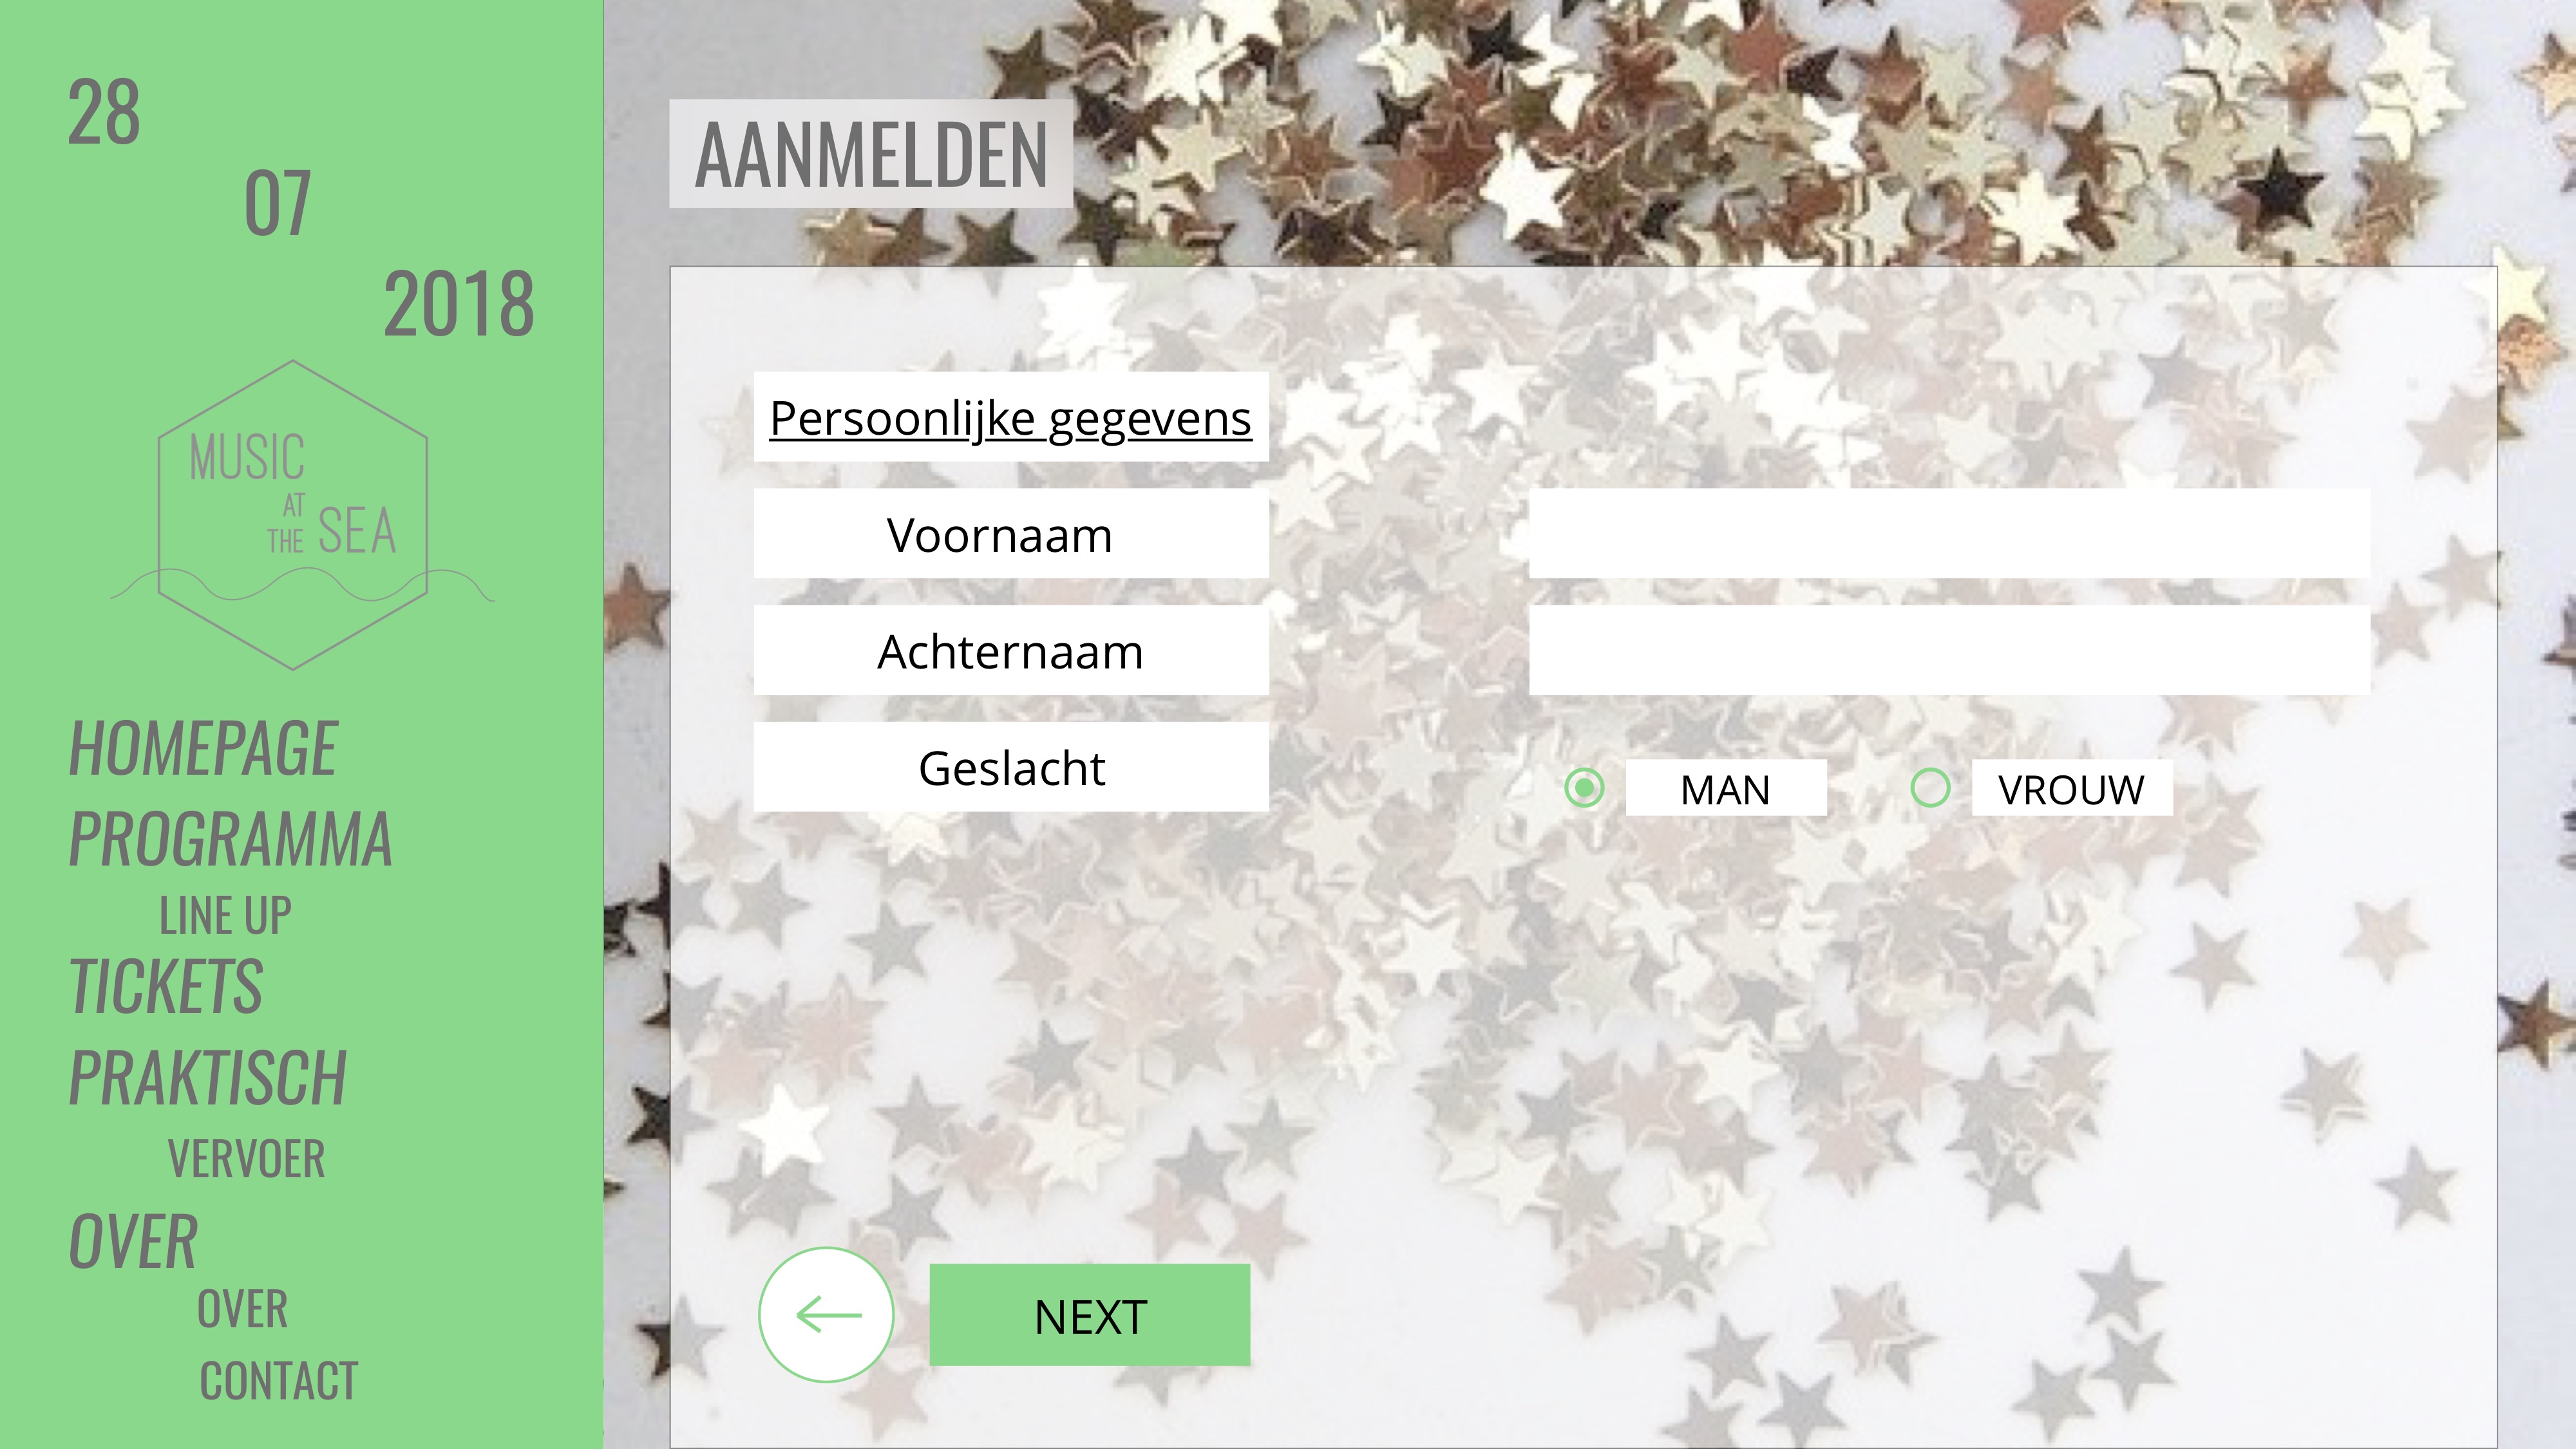 28
07
2018
MUSIC
AT
THE SEA
HOMEPAGE
PROGRAMMA
LINE UP
TICKETS
PRAKTISCH
VERVOER
OVER
OVER
CONTACT
AANMELDEN
Persoonlijke gegevens
Voornaam
Achternaam
Geslacht
MAN
VROUW
NEXT